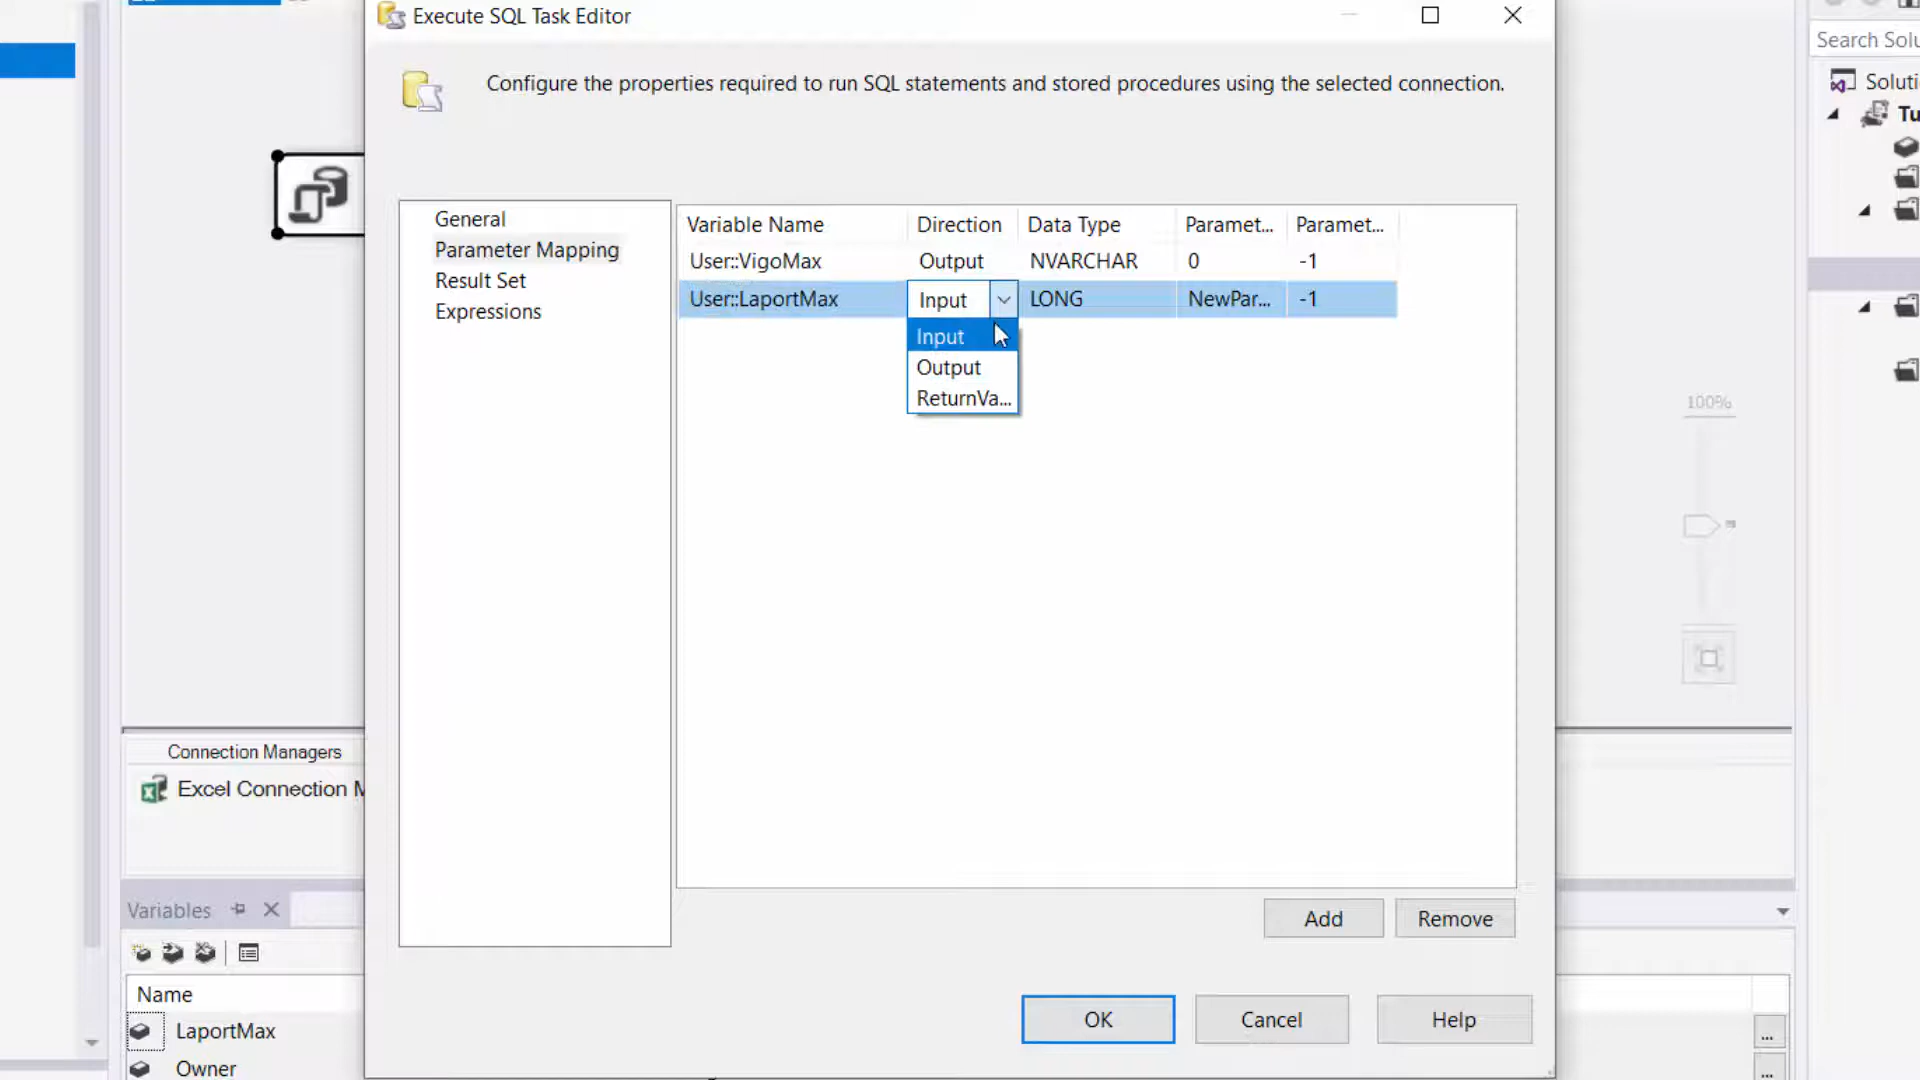 Execute SQL Task Editor
Search Solu
Configure the properties required to run SQL statements and stored procedures using the selected connection.
Soluti
Tu
General
Parameter Mapping
Result Set
Expressions
Variable Name Direction Data Type Paramet... Paramet...
User::VigoMax Output NVARCHAR 0 -1
User::LaportMax Input LONG NewPar... -1
Input
Output
ReturnVa...
100%
Connection Managers
Excel Connection M
Variables
Add Remove
Name
LaportMax
...
Owner
...
OK Cancel Help